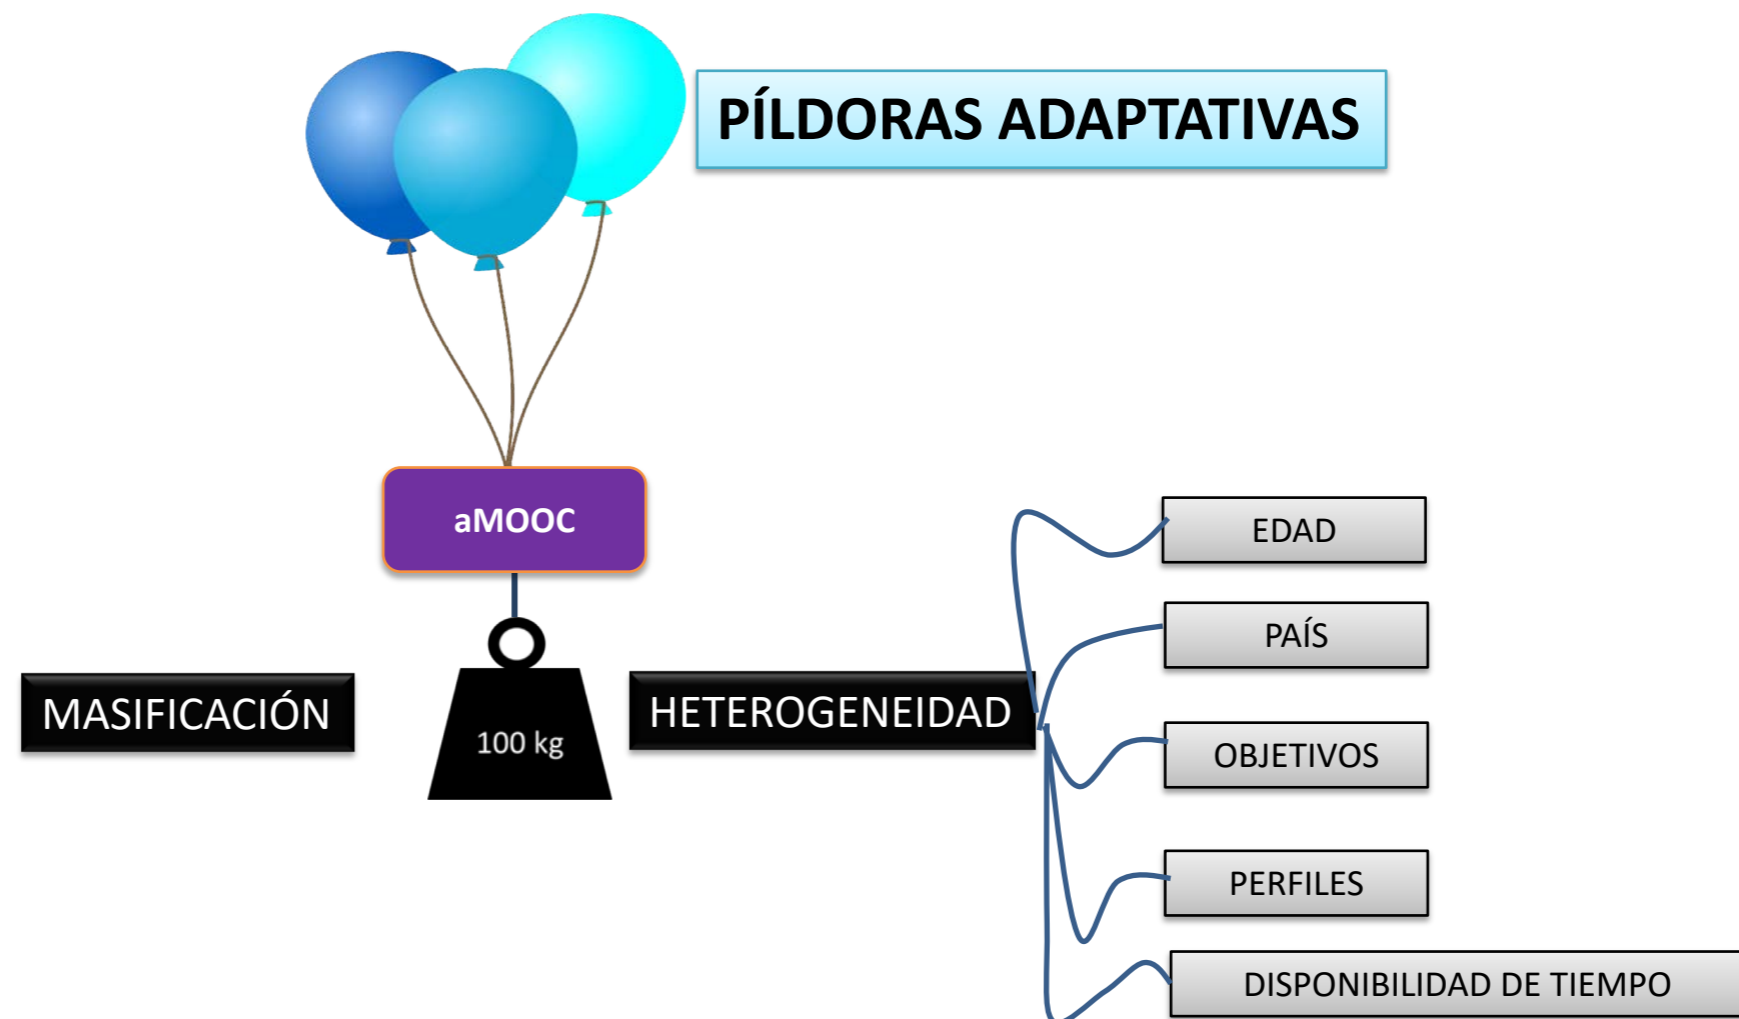 PÍLDORAS ADAPTATIVAS
aMOOC
MASIFICACIÓN
100 kg
HETEROGENEIDAD
EDAD
PAÍS
OBJETIVOS
PERFILES
DISPONIBILIDAD DE TIEMPO